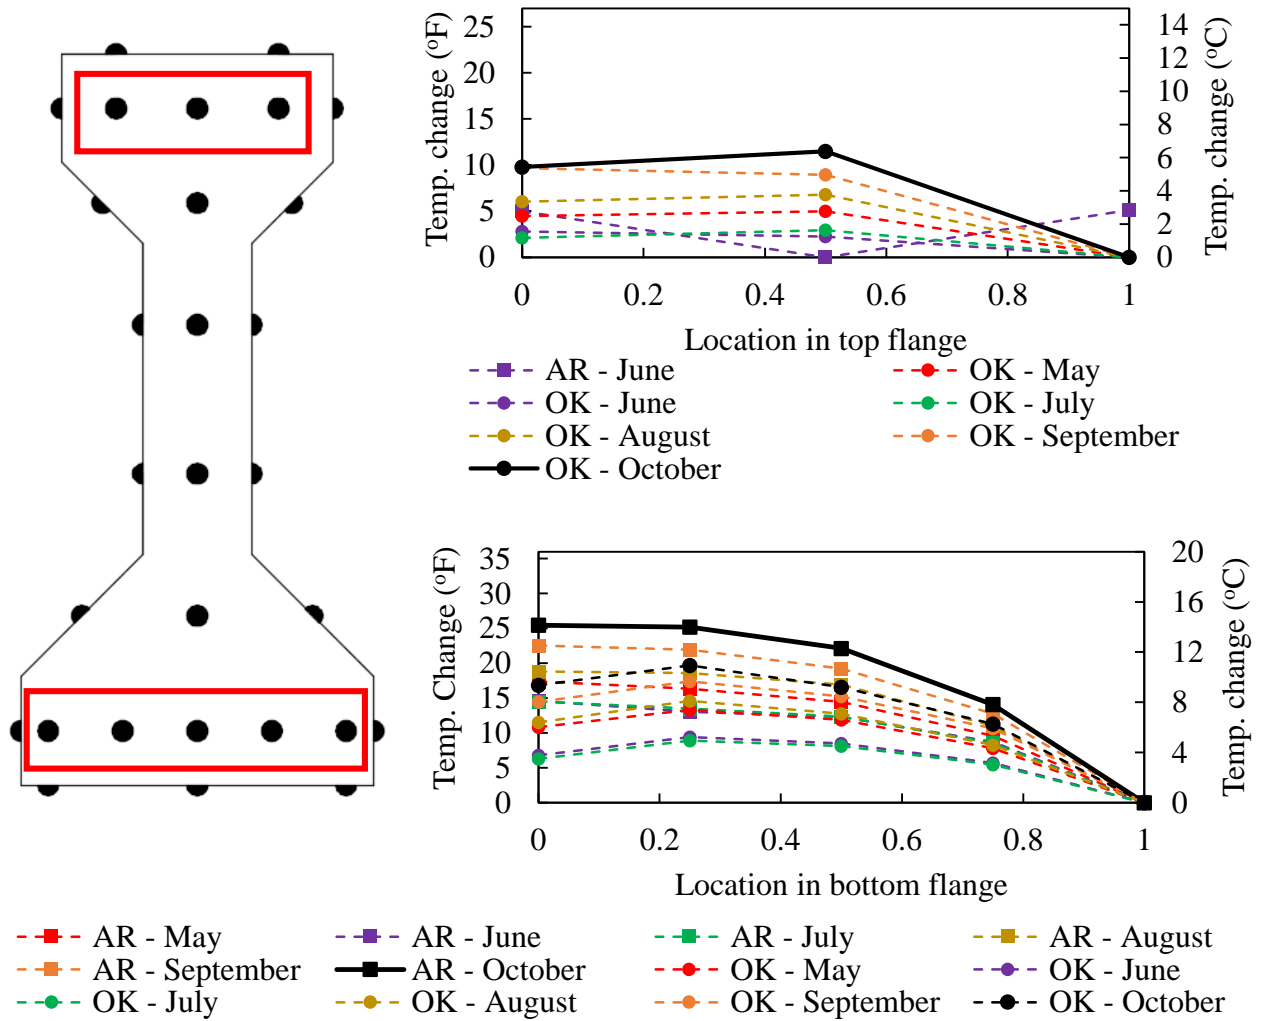 Temp. change (°F)
25
20
15
10
5
0
14
12
10
8
6
4
2
0
Temp. change (°C)
0 0.2 0.4 0.6 0.8 1
Location in top flange
AR - June OK - May
OK - June OK - July
OK - August OK - September
OK - October
Temp. Change (°F)
35
30
25
20
15
10
5
0
20
16
12
8
4
0
Temp. change (°C)
0 0.2 0.4 0.6 0.8 1
Location in bottom flange
AR - May AR - June AR - July AR - August
AR - September AR - October OK - May OK - June
OK - July OK - August OK - September OK - October